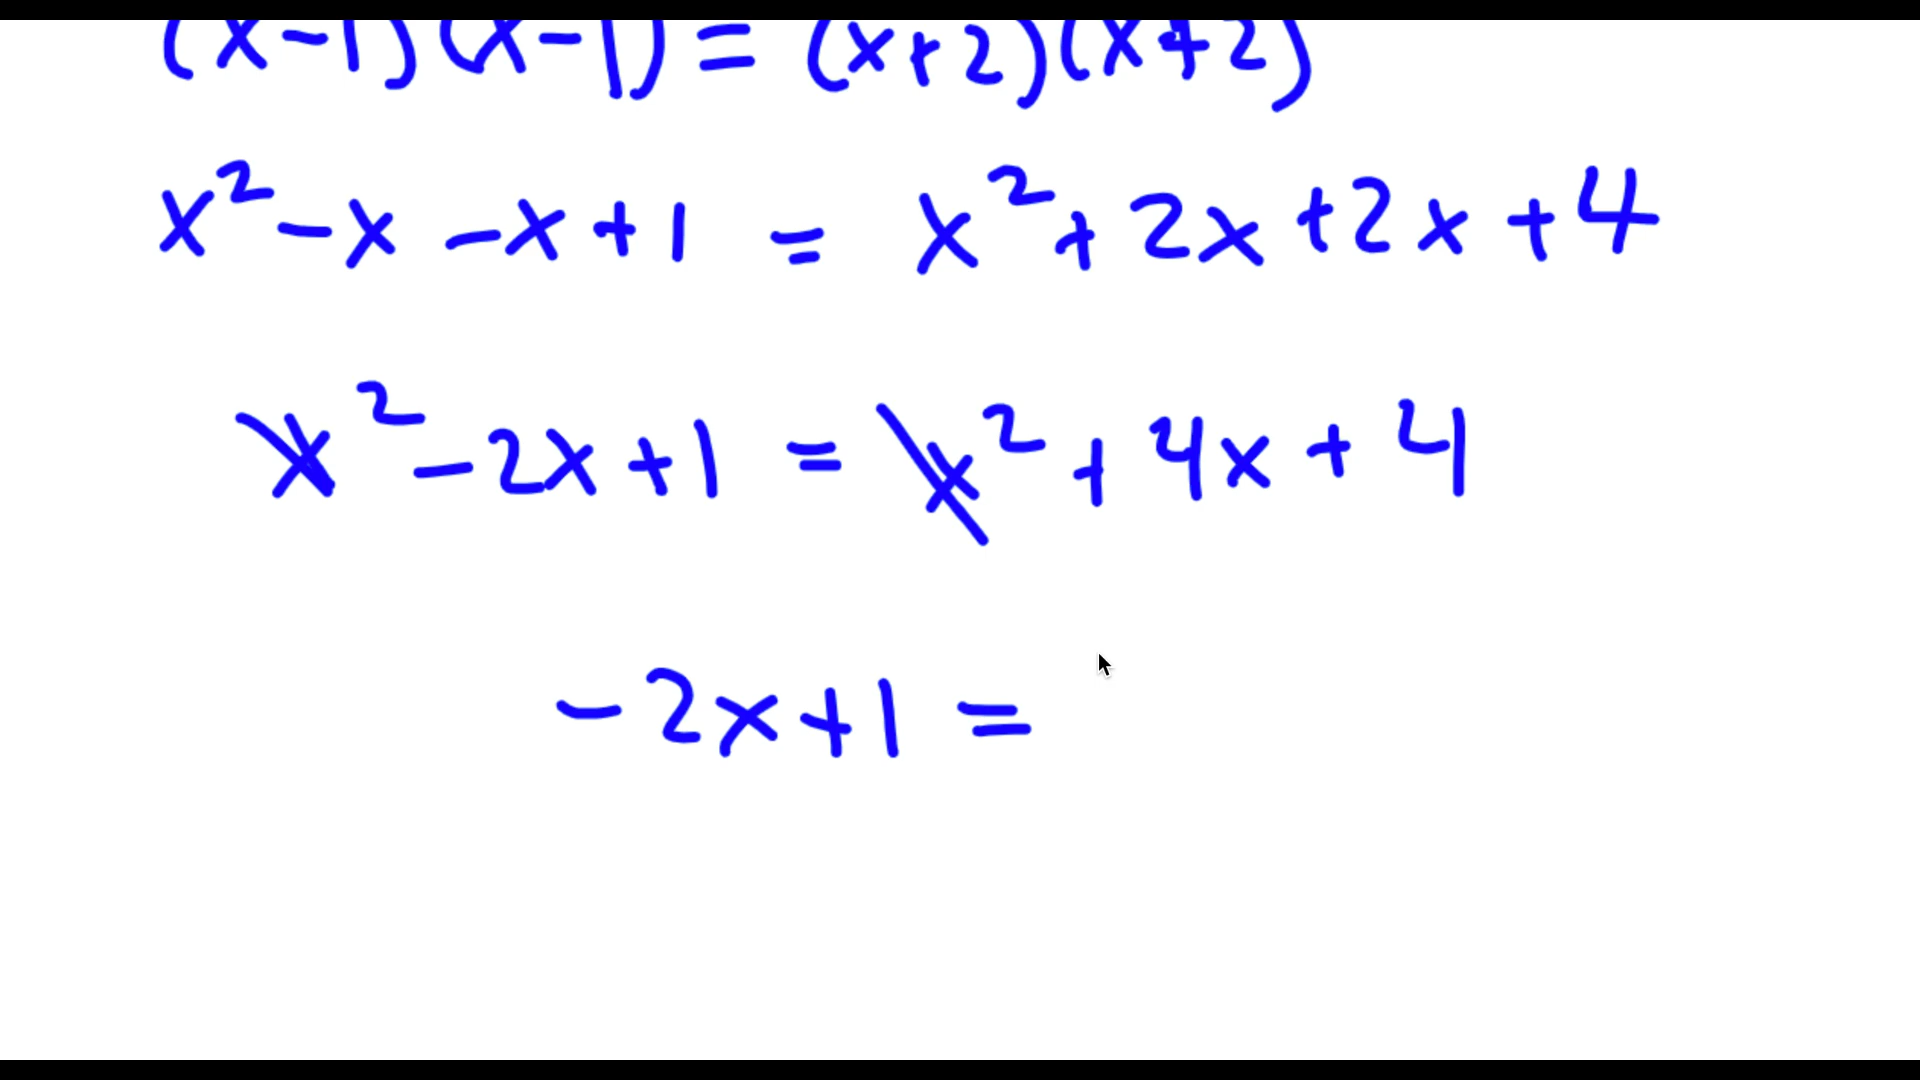 (x-1)(x-1) = (x+2)(x+2)
x² - x - x + 1 = x² + 2x + 2x + 4
x² - 2x + 1 = x² + 4x + 4
- 2x + 1 =